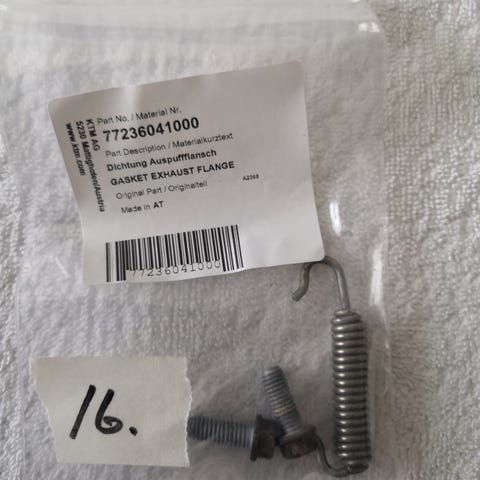 Part No. / Material Nr.
77236041000
Part Description / Materialkurztext
Dichtung Auspuffflansch
GASKET EXHAUST FLANGE
Original Part / Originalteil
A2368
Made in AT
KTM AG
5230 Mattighofen/Austria
www.ktm.com
77236041000
16.